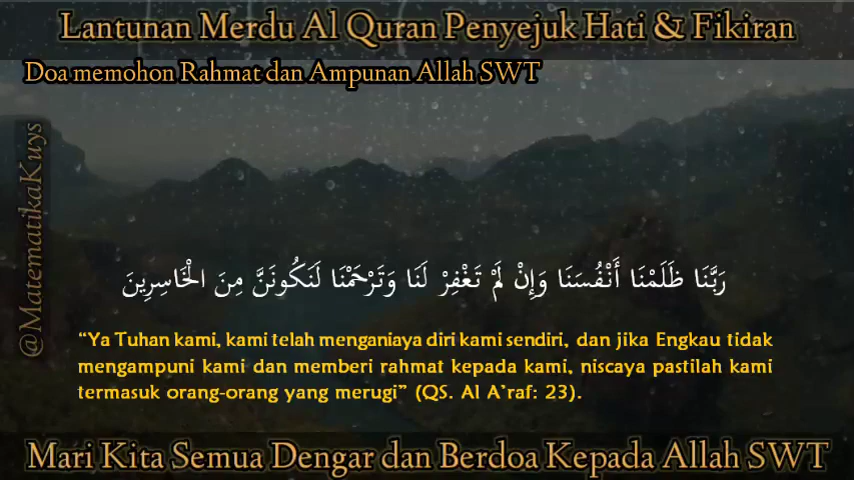 Lantunan Merdu Al Quran Penyejuk Hati & Fikiran
Doa memohon Rahmat dan Ampunan Allah SWT
@MatematikaKuys
رَبَّنَا ظَلَمْنَا أَنْفُسَنَا وَإِنْ لَمْ تَغْفِرْ لَنَا وَتَرْحَمْنَا لَنَكُونَنَّ مِنَ الْخَاسِرِينَ
“Ya Tuhan kami, kami telah menganiaya diri kami sendiri, dan jika Engkau tidak
mengampuni kami dan memberi rahmat kepada kami, niscaya pastilah kami
termasuk orang-orang yang merugi” (QS. Al A’raf: 23).
Mari Kita Semua Dengar dan Berdoa Kepada Allah SWT